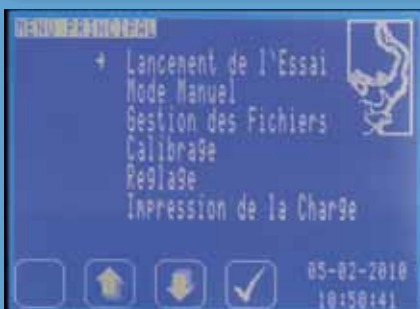 MENU PRINCIPAL
Lancement de l'Essai
Mode Manuel
Gestion des Fichiers
Calibrage
Reglage
Impression de la Charge
05-02-2010
10:50:41